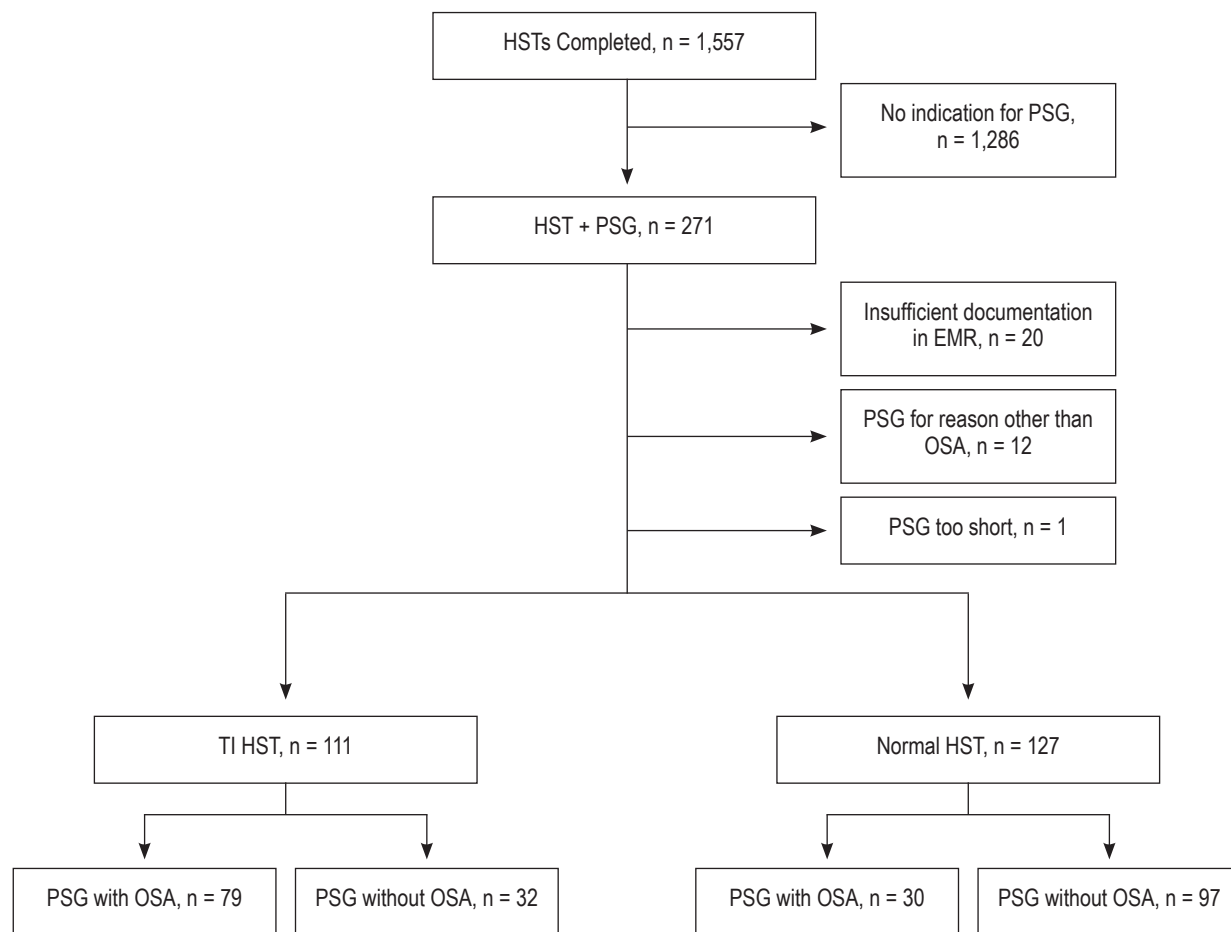 HSTs Completed, n = 1,557
No indication for PSG,
n = 1,286
HST + PSG, n = 271
Insufficient documentation
in EMR, n = 20
PSG for reason other than
OSA, n = 12
PSG too short, n = 1
TI HST, n = 111
Normal HST, n = 127
PSG with OSA, n = 79
PSG without OSA, n = 32
PSG with OSA, n = 30
PSG without OSA, n = 97